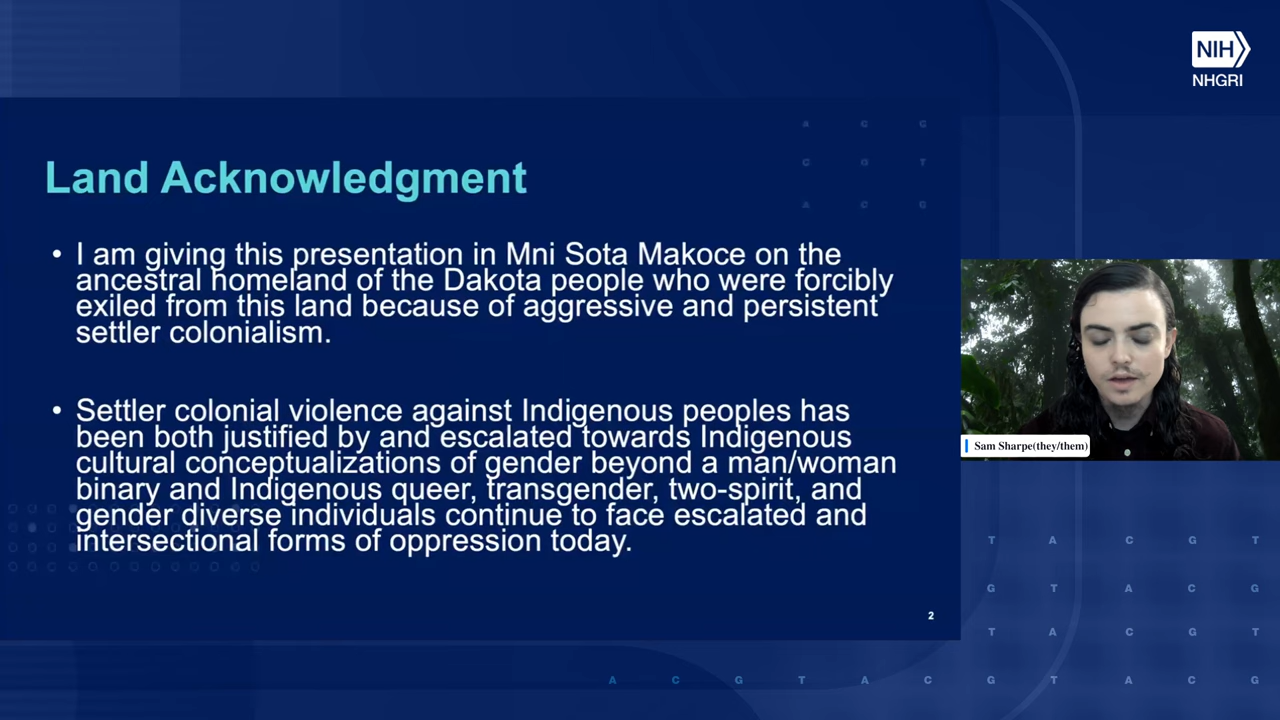 NIH
NHGRI
A C G
C G T
A C G
Land Acknowledgment
• I am giving this presentation in Mni Sota Makoce on the
ancestral homeland of the Dakota people who were forcibly
exiled from this land because of aggressive and persistent
settler colonialism.
• Settler colonial violence against Indigenous peoples has
been both justified by and escalated towards Indigenous
cultural conceptualizations of gender beyond a man/woman
binary and Indigenous queer, transgender, two-spirit, and
gender diverse individuals continue to face escalated and
intersectional forms of oppression today.
2
Sam Sharpe(they/them)
T A C G T
G T A C G
T A C G T
A C G T A C G T A C G